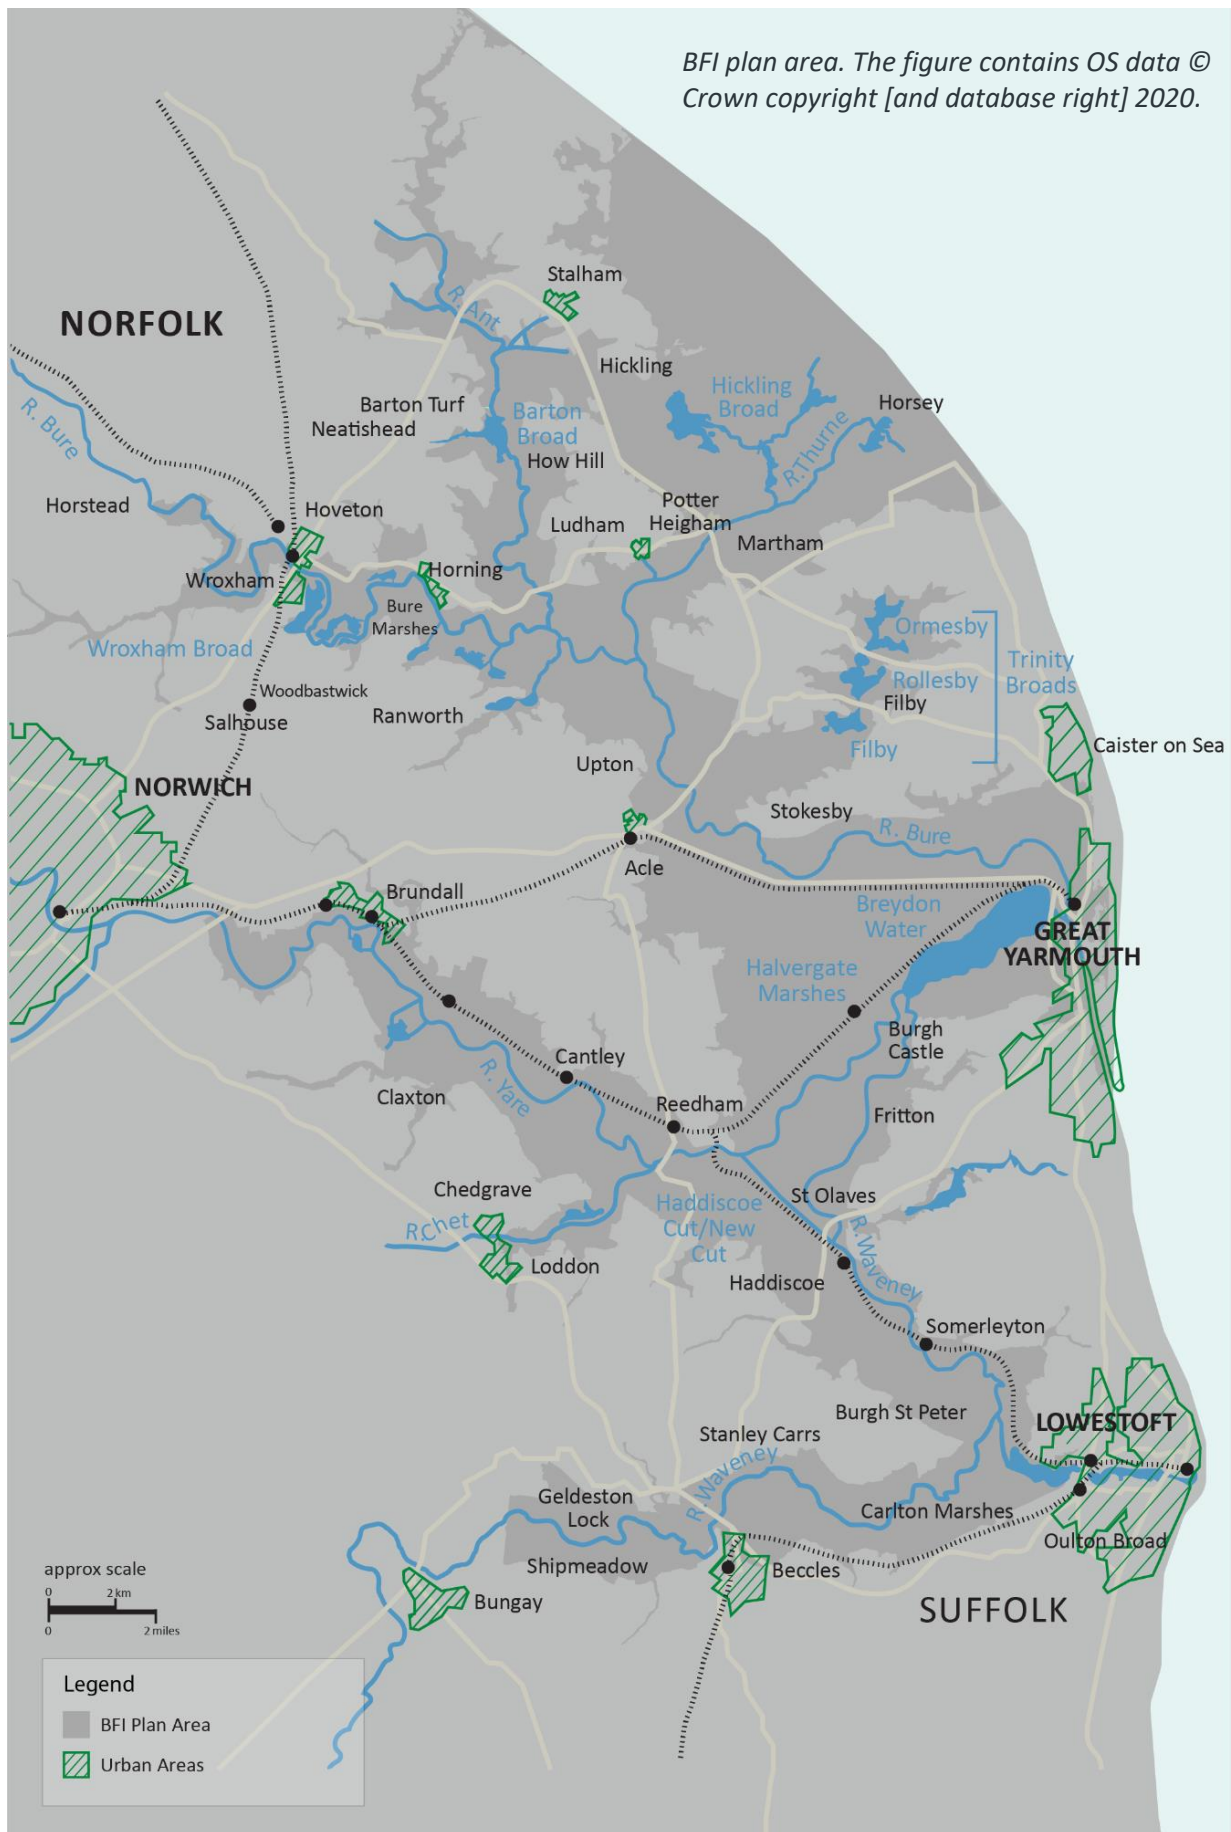 BFI plan area. The figure contains OS data ©
Crown copyright [and database right] 2020.
Stalham
NORFOLK
R. Ant
Hickling
Hickling
Broad
Horsey
Barton Turf
Neatishead
Barton
Broad
How Hill
R. Bure
R.Thurne
Horstead
Hoveton
Potter
Heigham
Ludham
Martham
Wroxham
Horning
Bure
Marshes
Ormesby
Wroxham Broad
Trinity
Broads
Rollesby
Woodbastwick
Salhouse
Ranworth
Filby
Filby
Caister on Sea
Upton
NORWICH
Stokesby
R. Bure
Acle
Brundall
Breydon
Water
GREAT
YARMOUTH
Halvergate
Marshes
Burgh
Castle
Cantley
R. Yare
Claxton
Reedham
Fritton
Chedgrave
St Olaves
R.Chet
Haddiscoe
Cut/New
Cut
R.Waveney
Loddon
Haddiscoe
Somerleyton
Burgh St Peter
LOWESTOFT
Stanley Carrs
R.Waveney
Geldeston
Lock
Carlton Marshes
Oulton Broad
Shipmeadow
Beccles
approx scale
0 2 km
0 2 miles
Bungay
SUFFOLK
Legend
BFI Plan Area
Urban Areas